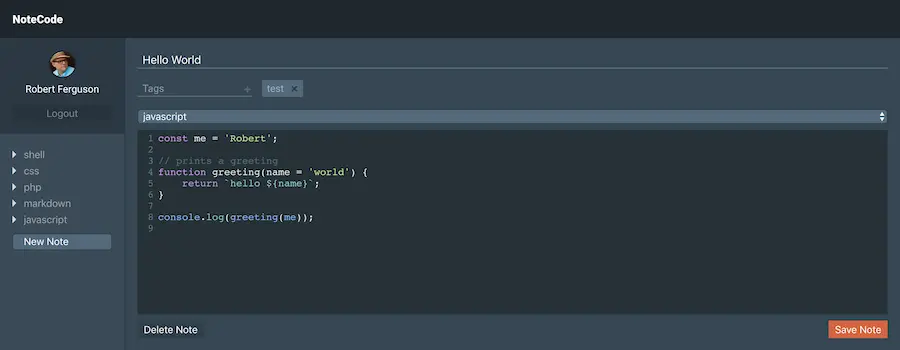 NoteCode
Robert Ferguson
Logout
shell
css
php
markdown
javascript
New Note
Hello World
Tags +
test ×
javascript
1 const me = 'Robert';
2
3 // prints a greeting
4 function greeting(name = 'world') {
5     return `hello ${name}`;
6 }
7
8 console.log(greeting(me));
9
Delete Note
Save Note